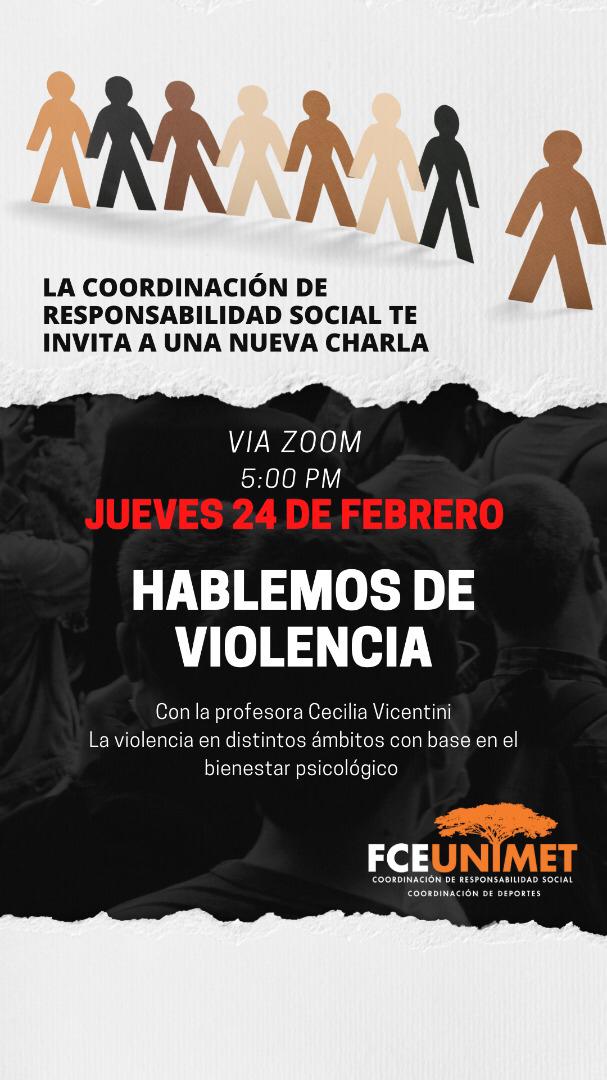 LA COORDINACIÓN DE
RESPONSABILIDAD SOCIAL TE
INVITA A UNA NUEVA CHARLA
VIA ZOOM
5:00 PM
JUEVES 24 DE FEBRERO
HABLEMOS DE
VIOLENCIA
Con la profesora Cecilia Vicentini
La violencia en distintos ámbitos con base en el
bienestar psicológico
FCEUNIMET
COORDINACIÓN DE RESPONSABILIDAD SOCIAL
COORDINACIÓN DE DEPORTES